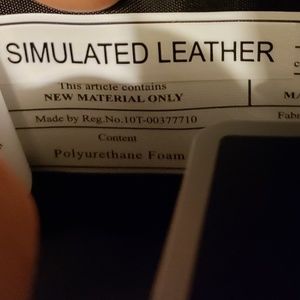 SIMULATED LEATHER
This article contains
NEW MATERIAL ONLY
Made by Reg.No.10T-00377710
Content
Polyurethane Foam